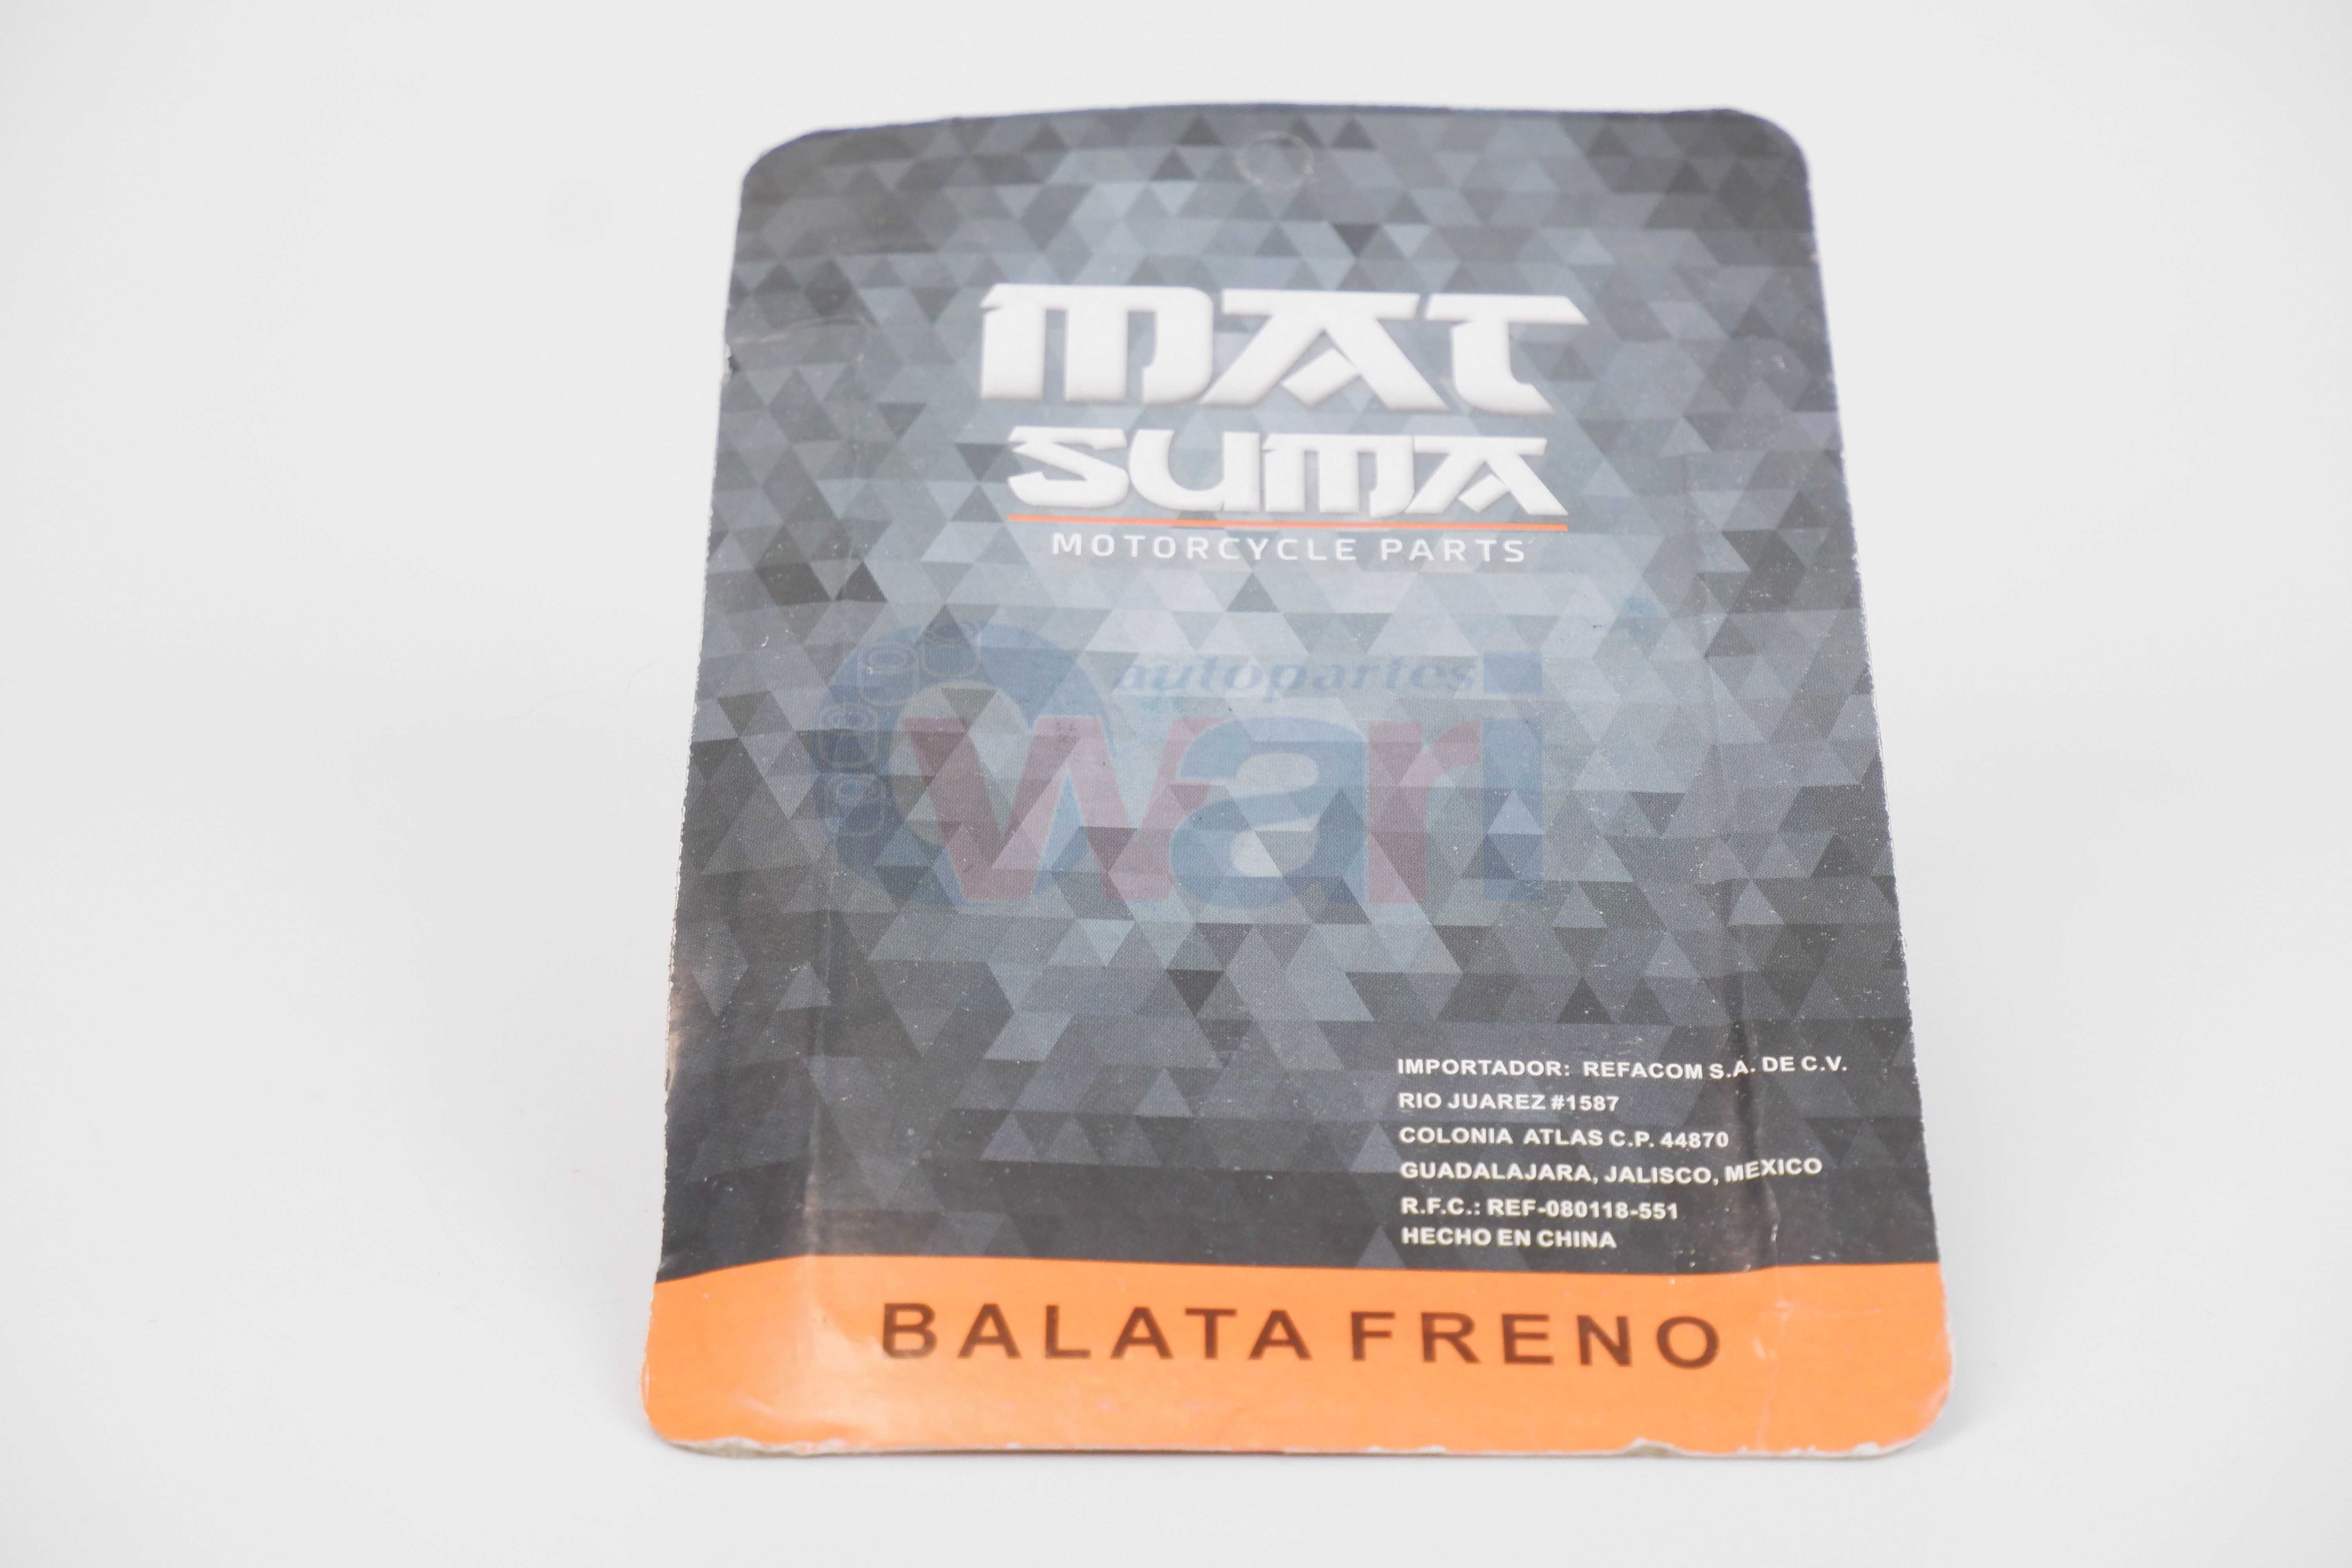 MAT
SUMA
MOTORCYCLE PARTS
autopartes
wari
IMPORTADOR: REFACOM S.A. DE C.V.
RIO JUAREZ #1587
COLONIA ATLAS C.P. 44870
GUADALAJARA, JALISCO, MEXICO
R.F.C.: REF-080118-551
HECHO EN CHINA
BALATA FRENO